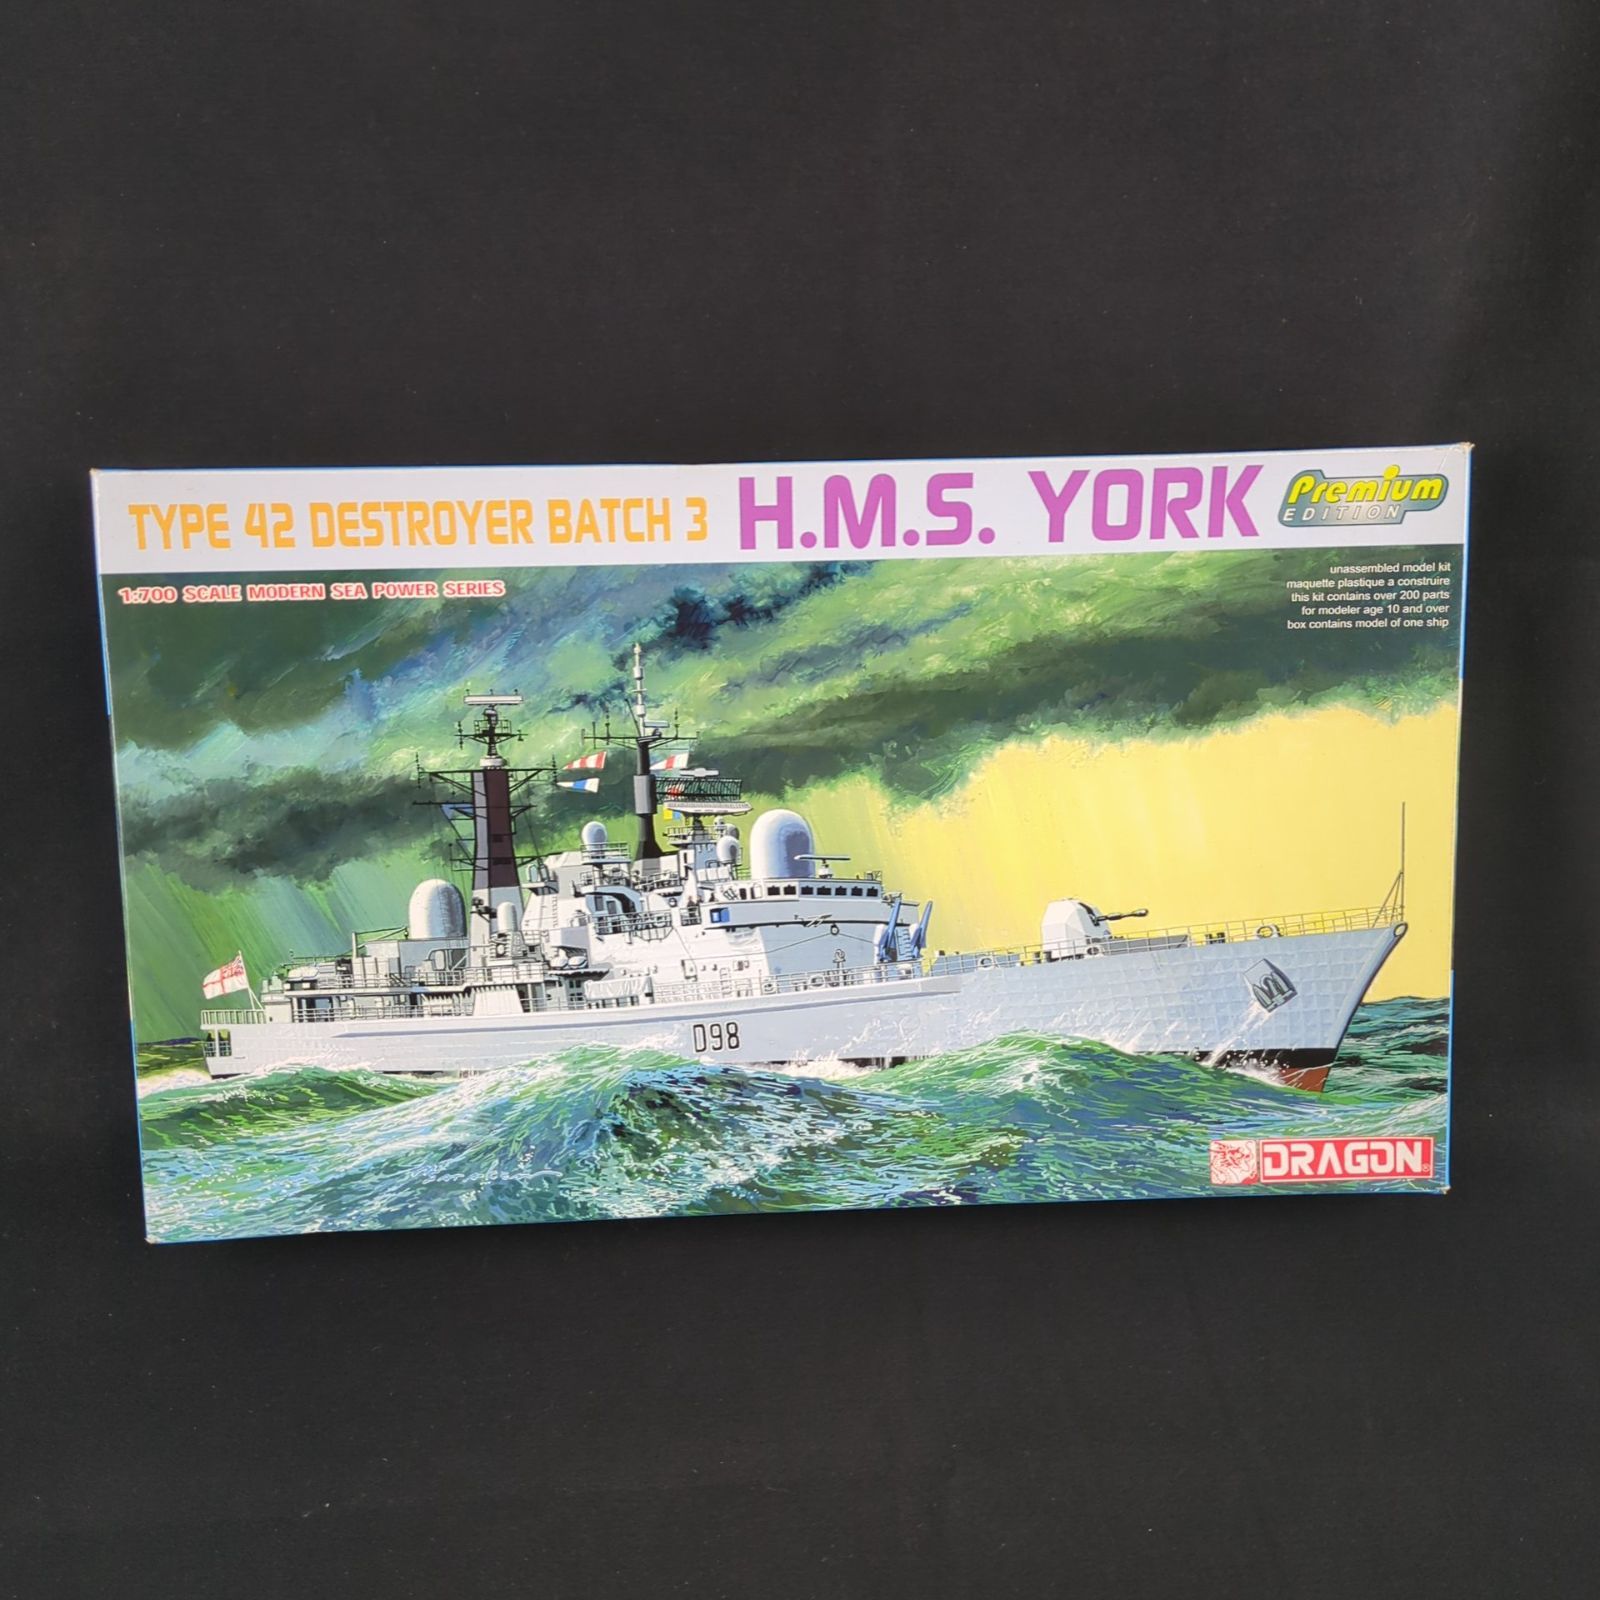 TYPE 42 DESTROYER BATCH 3 H.M.S. YORK Premium
EDITION
1:700 SCALE MODERN SEA POWER SERIES
unassembled model kit
maquette plastique a construire
this kit contains over 200 parts
for modeler age 10 and over
box contains model of one ship
D98
DRAGON®